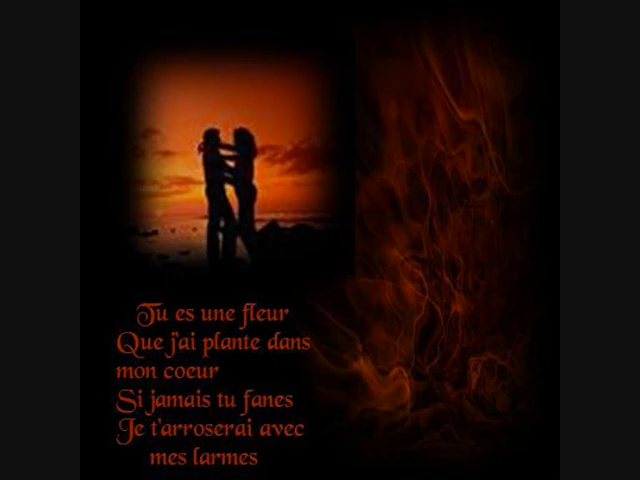 Tu es une fleur
Que j'ai plante dans
mon coeur
Si jamais tu fanes
Je t'arroserai avec
mes larmes